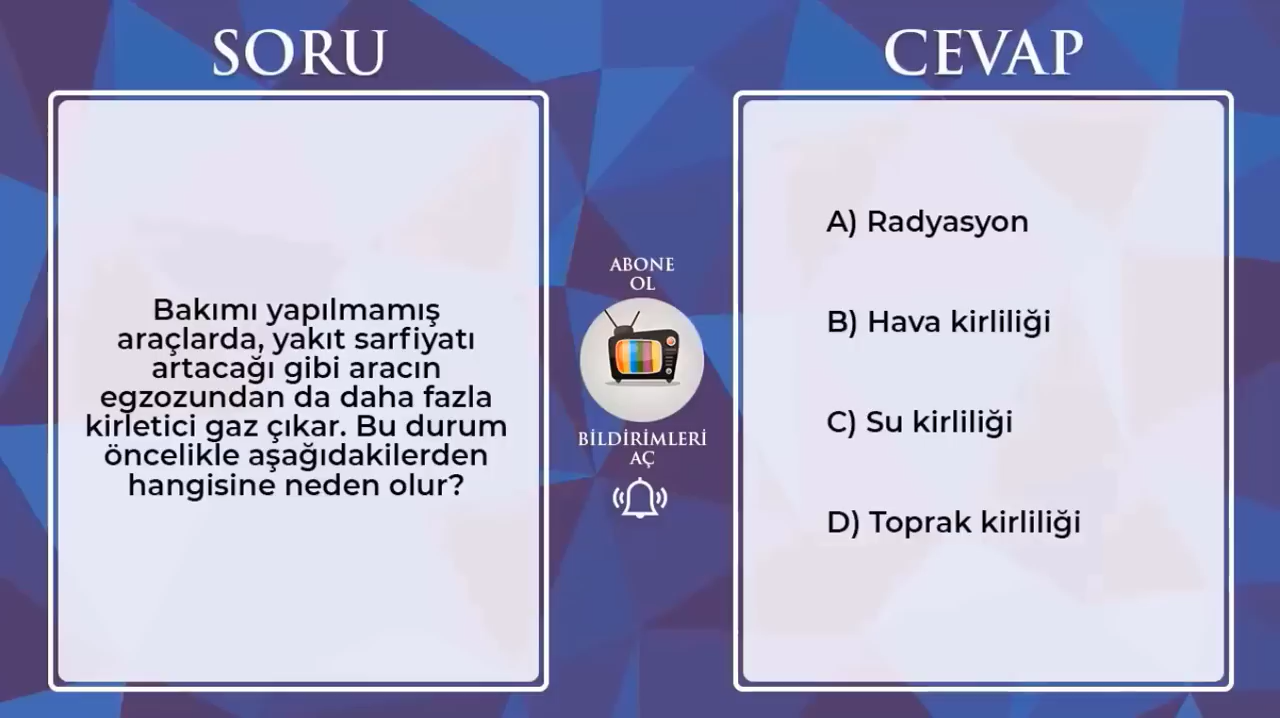 SORU
Bakımı yapılmamış
araçlarda, yakıt sarfiyatı
artacağı gibi aracın
egzozundan da daha fazla
kirletici gaz çıkar. Bu durum
öncelikle aşağıdakilerden
hangisine neden olur?
ABONE
OL
BİLDİRİMLERİ
AÇ
CEVAP
A) Radyasyon
B) Hava kirliliği
C) Su kirliliği
D) Toprak kirliliği